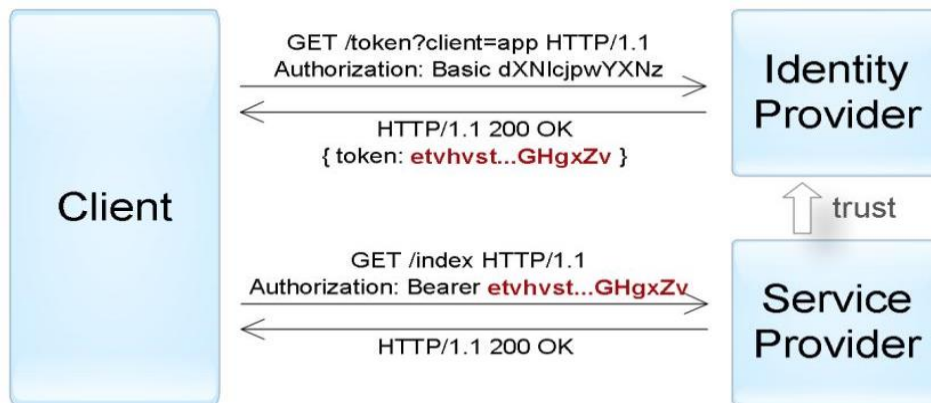 GET /token?client=app HTTP/1.1
Authorization: Basic dXNlcjpwYXNz
Identity
Provider
HTTP/1.1 200 OK
{ token: etvhvst...GHgxZv }
Client
trust
GET /index HTTP/1.1
Authorization: Bearer etvhvst...GHgxZv
Service
Provider
HTTP/1.1 200 OK